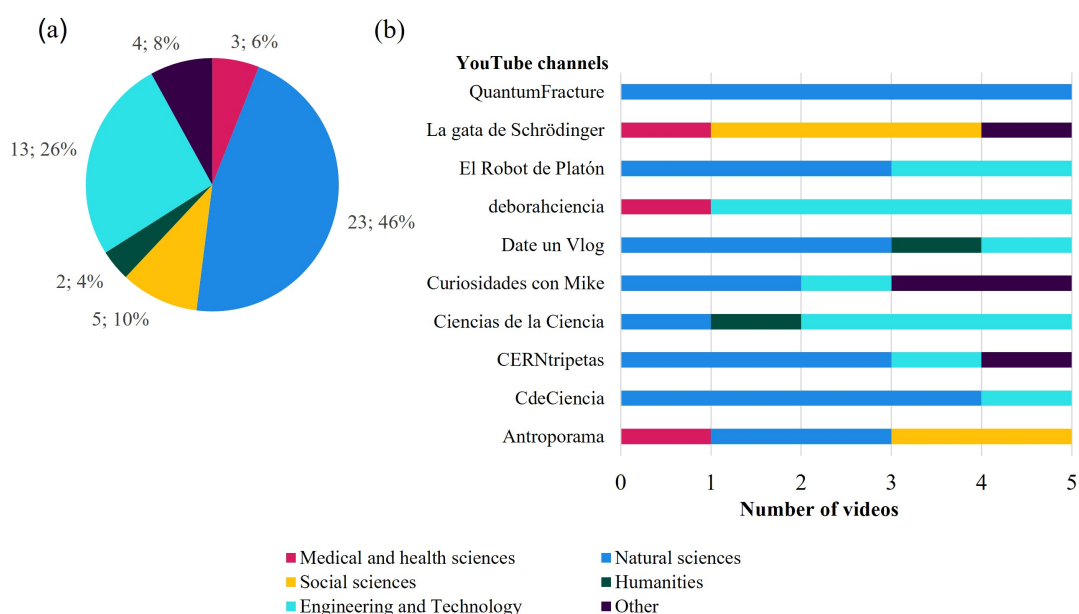 (a)
4; 8%
3; 6%
13; 26%
23; 46%
2; 4%
5; 10%
(b)
YouTube channels
QuantumFracture
La gata de Schrödinger
El Robot de Platón
deborahciencia
Date un Vlog
Curiosidades con Mike
Ciencias de la Ciencia
CERNtripetas
CdeCiencia
Antroporama
0 1 2 3 4 5
Number of videos
Medical and health sciences
Natural sciences
Social sciences
Humanities
Engineering and Technology
Other